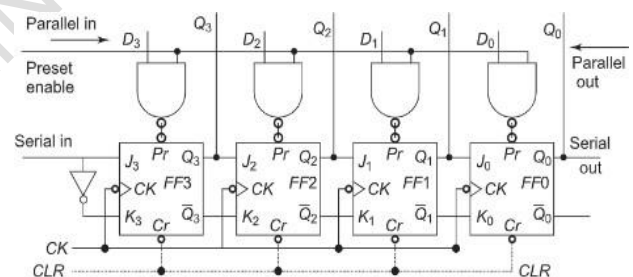 Parallel in
D3 Q3 D2 Q2 D1 Q1 D0 Q0
Preset enable
Parallel out
Serial in
J3 Pr Q3 J2 Pr Q2 J1 Pr Q1 J0 Pr Q0
Serial out
CK FF3 CK FF2 CK FF1 CK FF0
K3 Q̅3 K2 Q̅2 K1 Q̅1 K0 Q̅0
Cr Cr Cr Cr
CK
CLR CLR